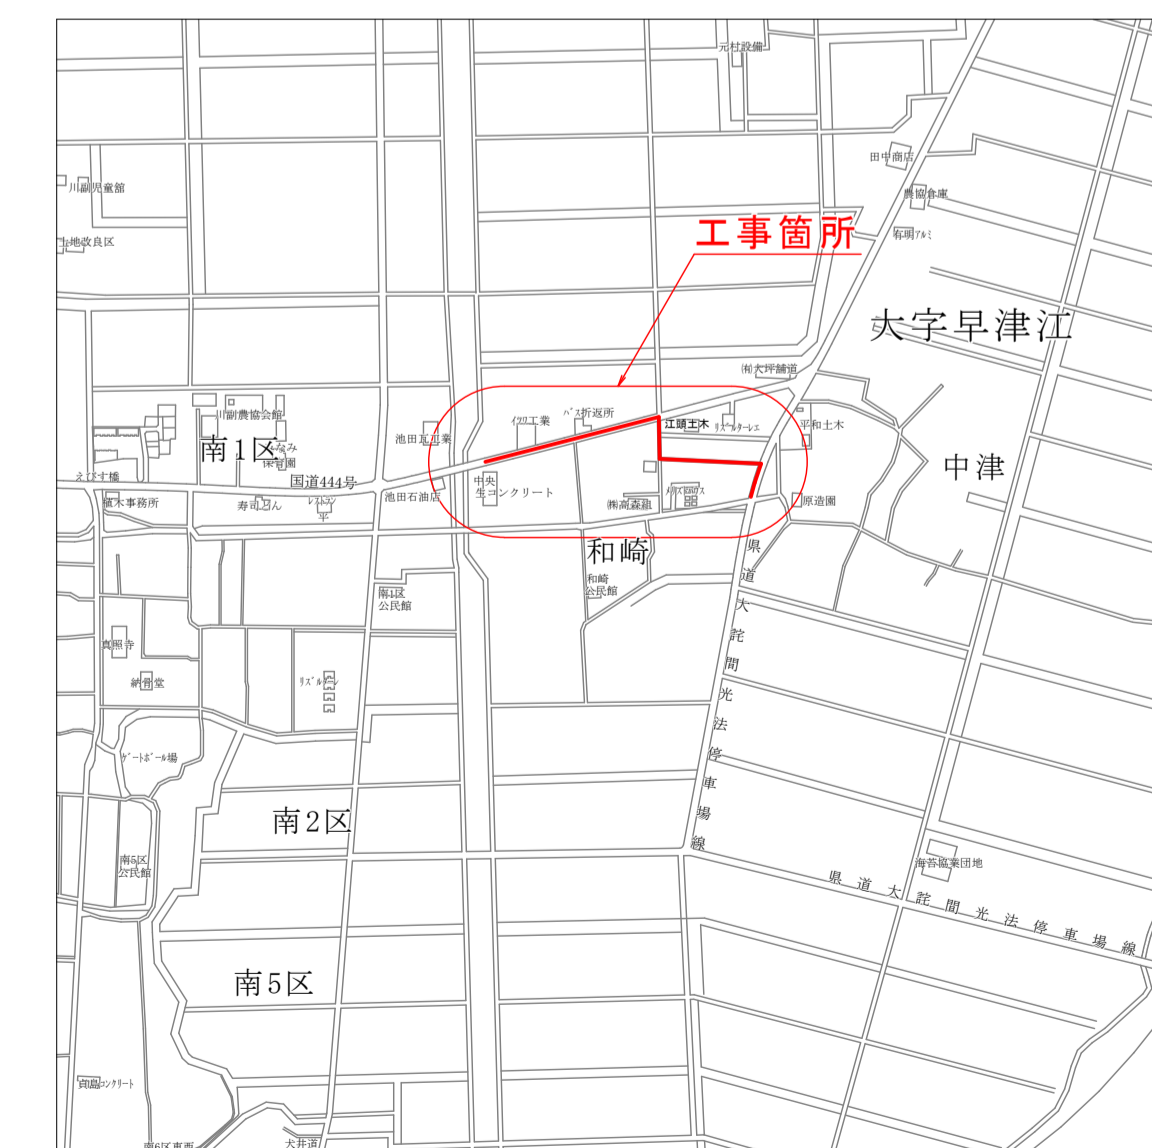 元村設備
田中商店
川副児童館
農協倉庫
工事箇所
有明ｱﾙﾐ
土地改良区
大字早津江
(有)大坪舗道
川副農協会館
ﾊﾞｽ折返所
江頭土木
平和土木
池田瓦工業
南1区
保育園
中津
えびす橋
国道444号
中央
生コンクリート
池田石油店
植木事務所
ﾚｽﾄﾗﾝ
平
㈱高森組
原造園
和崎
和崎
公民館
南1区
公民館
県道大詫間光法停車場線
真照寺
納骨堂
ｹﾞｰﾄﾎﾞｰﾙ場
南2区
南5区
公民館
海苔協業団地
県道大詫間光法停車場線
南5区
犬井道